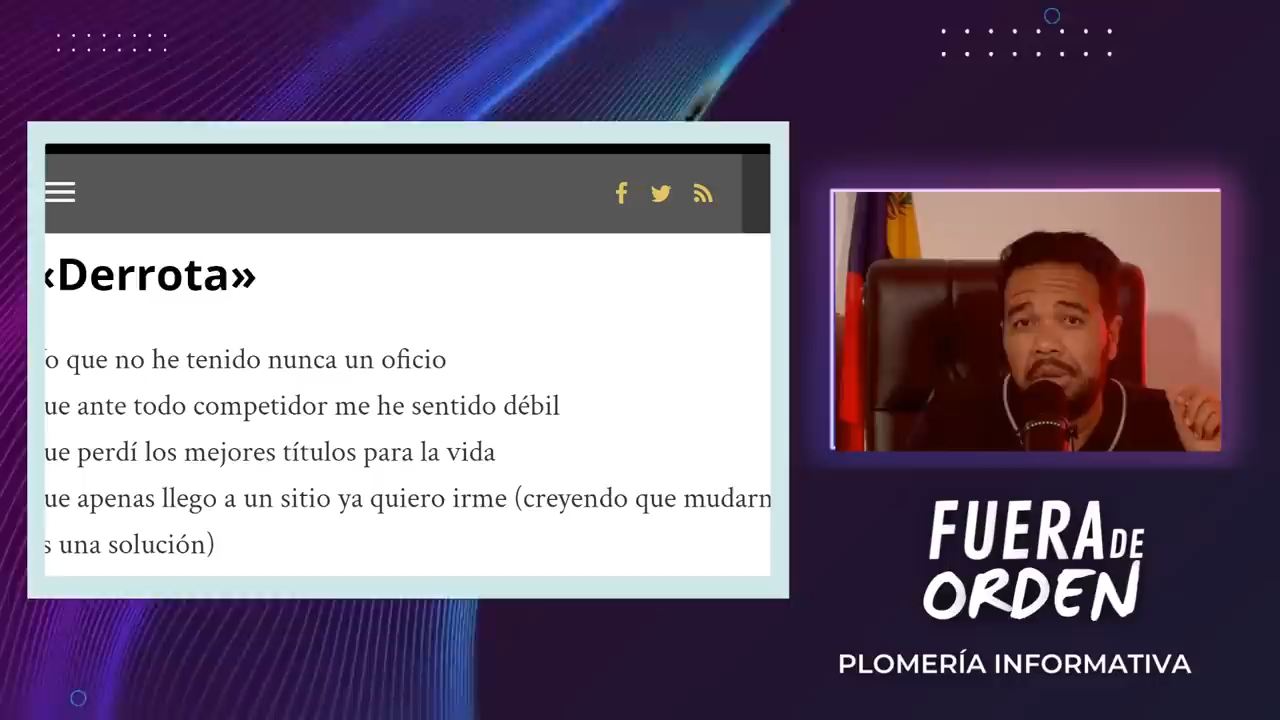 «Derrota»
o que no he tenido nunca un oficio
ue ante todo competidor me he sentido débil
ue perdí los mejores títulos para la vida
ue apenas llego a un sitio ya quiero irme (creyendo que mudarm
s una solución)
FUERA DE
ORDEN
PLOMERÍA INFORMATIVA